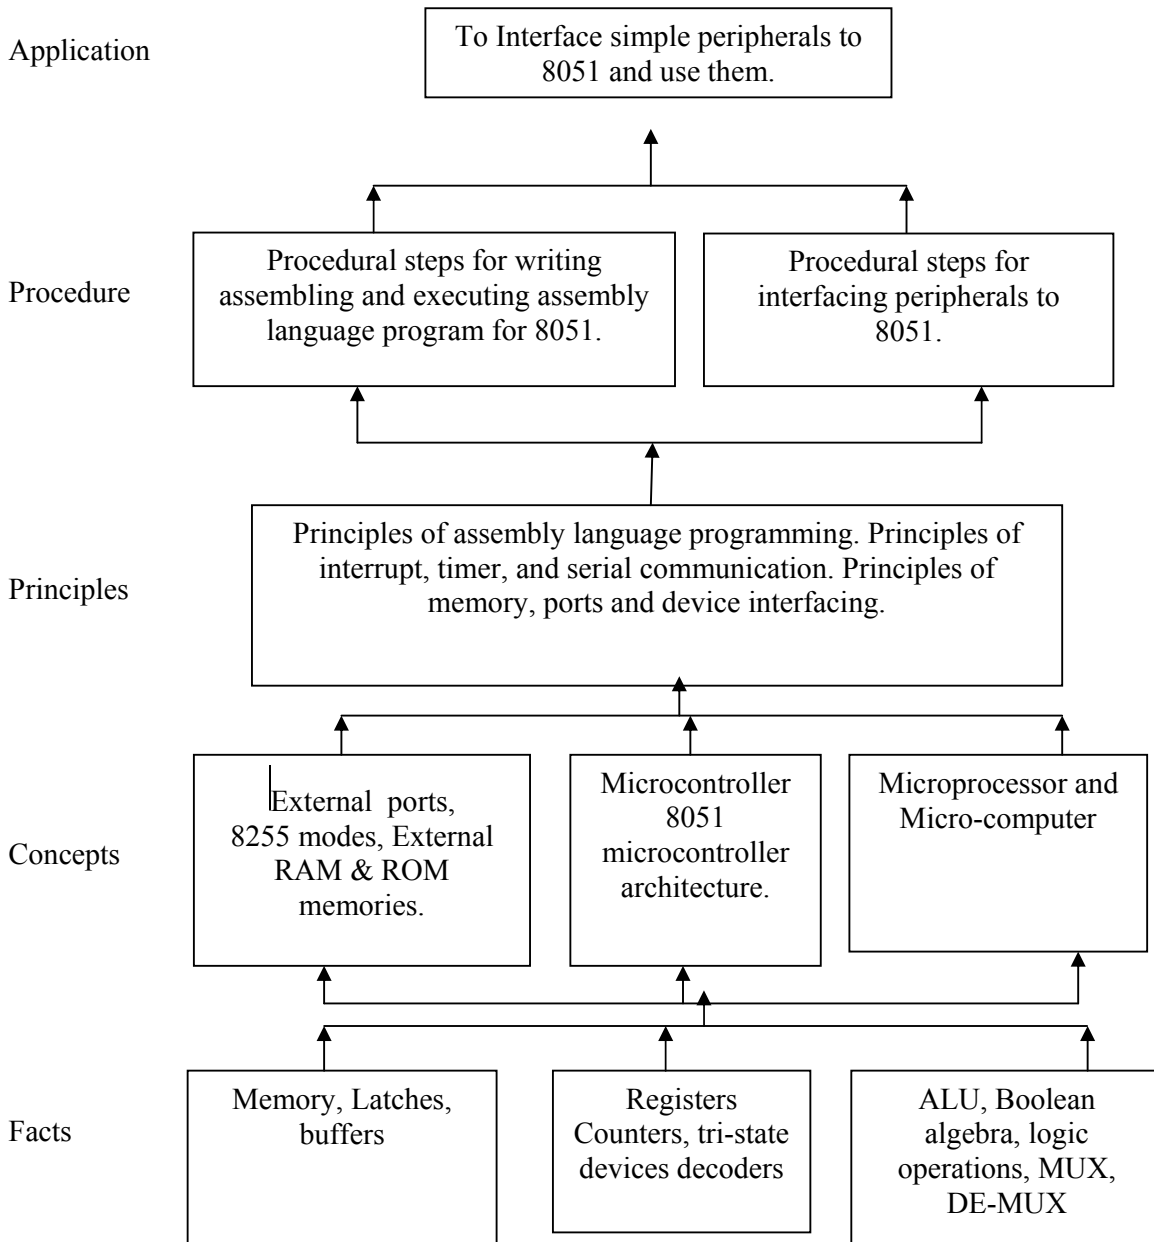 Application
To Interface simple peripherals to
8051 and use them.
Procedure
Procedural steps for writing
assembling and executing assembly
language program for 8051.
Procedural steps for
interfacing peripherals to
8051.
Principles
Principles of assembly language programming. Principles of
interrupt, timer, and serial communication. Principles of
memory, ports and device interfacing.
Concepts
External ports,
8255 modes, External
RAM & ROM
memories.
Microcontroller
8051
microcontroller
architecture.
Microprocessor and
Micro-computer
Facts
Memory, Latches,
buffers
Registers
Counters, tri-state
devices decoders
ALU, Boolean
algebra, logic
operations, MUX,
DE-MUX